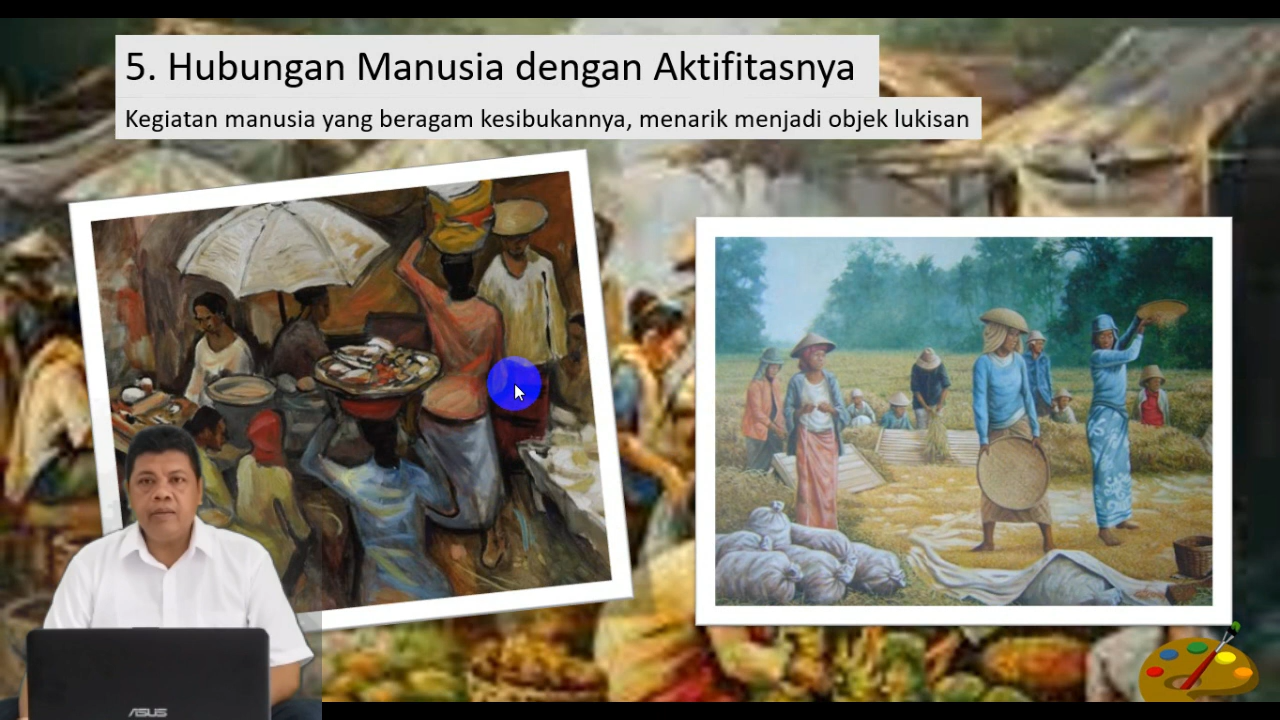 5. Hubungan Manusia dengan Aktifitasnya
Kegiatan manusia yang beragam kesibukannya, menarik menjadi objek lukisan
ASUS